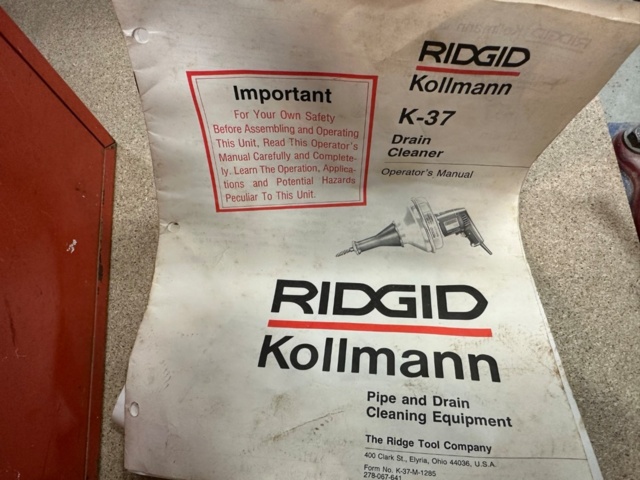 RIDGID
Kollmann
K-37
Drain
Cleaner
Operator's Manual
Important
For Your Own Safety
Before Assembling and Operating
This Unit, Read This Operator's
Manual Carefully and Complete-
ly. Learn The Operation, Applica-
tions and Potential Hazards
Peculiar To This Unit.
RIDGID
Kollmann
Pipe and Drain
Cleaning Equipment
The Ridge Tool Company
400 Clark St., Elyria, Ohio 44036, U.S.A.
Form No. K-37-M-1285
278-067-641